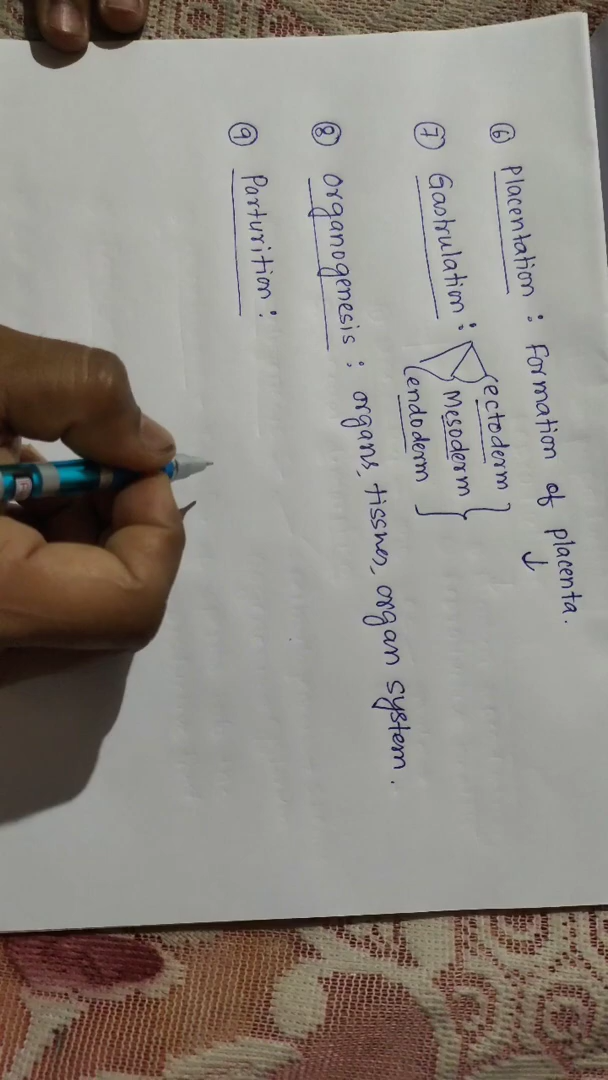 ⑥ Placentation : Formation of placenta.
↓
⑦ Gastrulation : ectoderm
Mesoderm
endoderm
⑧ Organogenesis : organs, tissues, organ system.
⑨ Parturition :